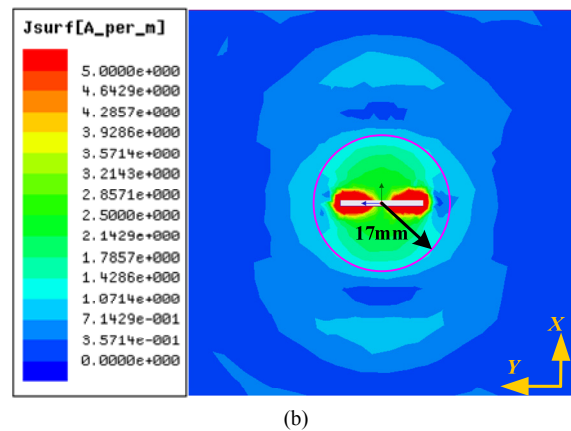 Jsurf[A_per_m]
5.0000e+000
4.6429e+000
4.2857e+000
3.9286e+000
3.5714e+000
3.2143e+000
2.8571e+000
2.5000e+000
2.1429e+000
1.7857e+000
1.4286e+000
1.0714e+000
7.1429e-001
3.5714e-001
0.0000e+000
17mm
X
Y
(b)